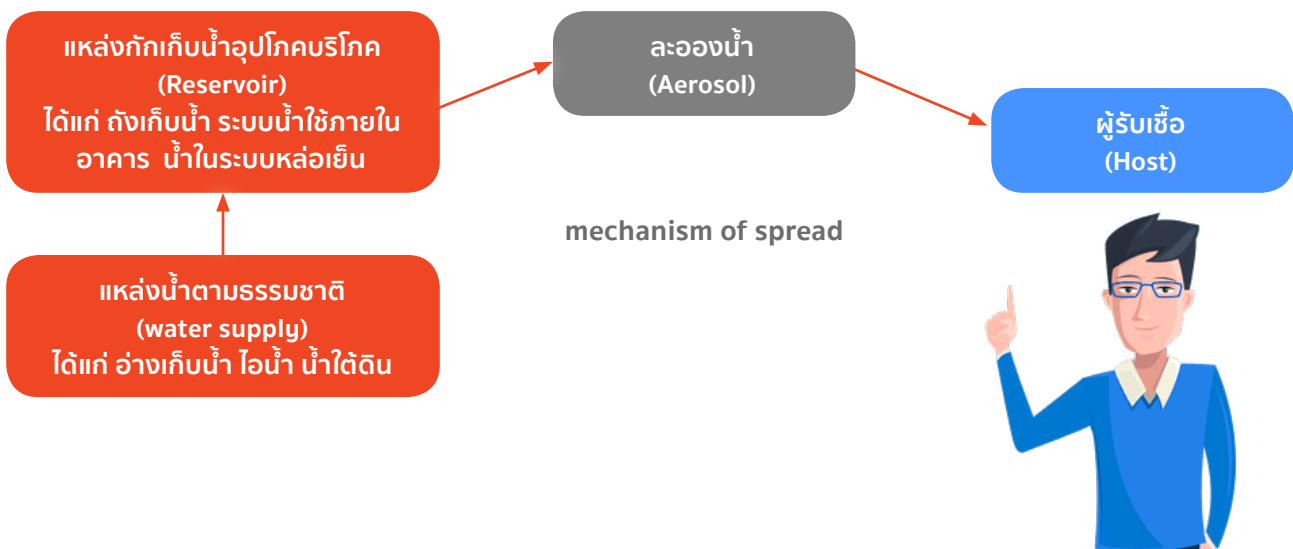 แหล่งกักเก็บน้ำอุปโภคบริโภค
(Reservoir)
ได้แก่ ถังเก็บน้ำ ระบบน้ำใช้ภายใน
อาคาร น้ำในระบบหล่อเย็น
ละอองน้ำ
(Aerosol)
ผู้รับเชื้อ
(Host)
mechanism of spread
แหล่งน้ำตามธรรมชาติ
(water supply)
ได้แก่ อ่างเก็บน้ำ ไอน้ำ น้ำใต้ดิน